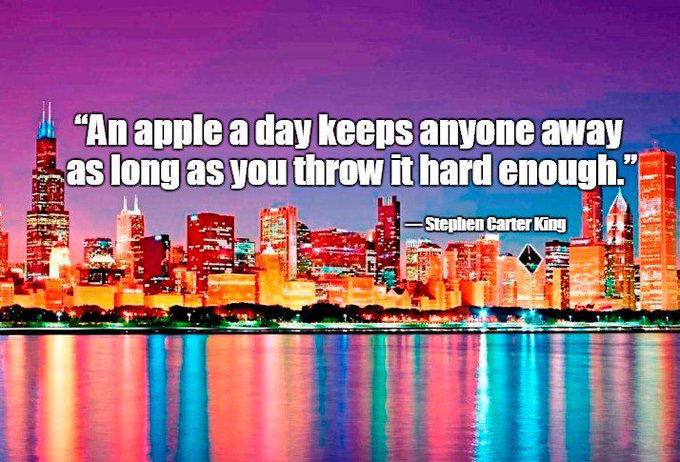 “An apple a day keeps anyone away
as long as you throw it hard enough.”
— Stephen Carter King